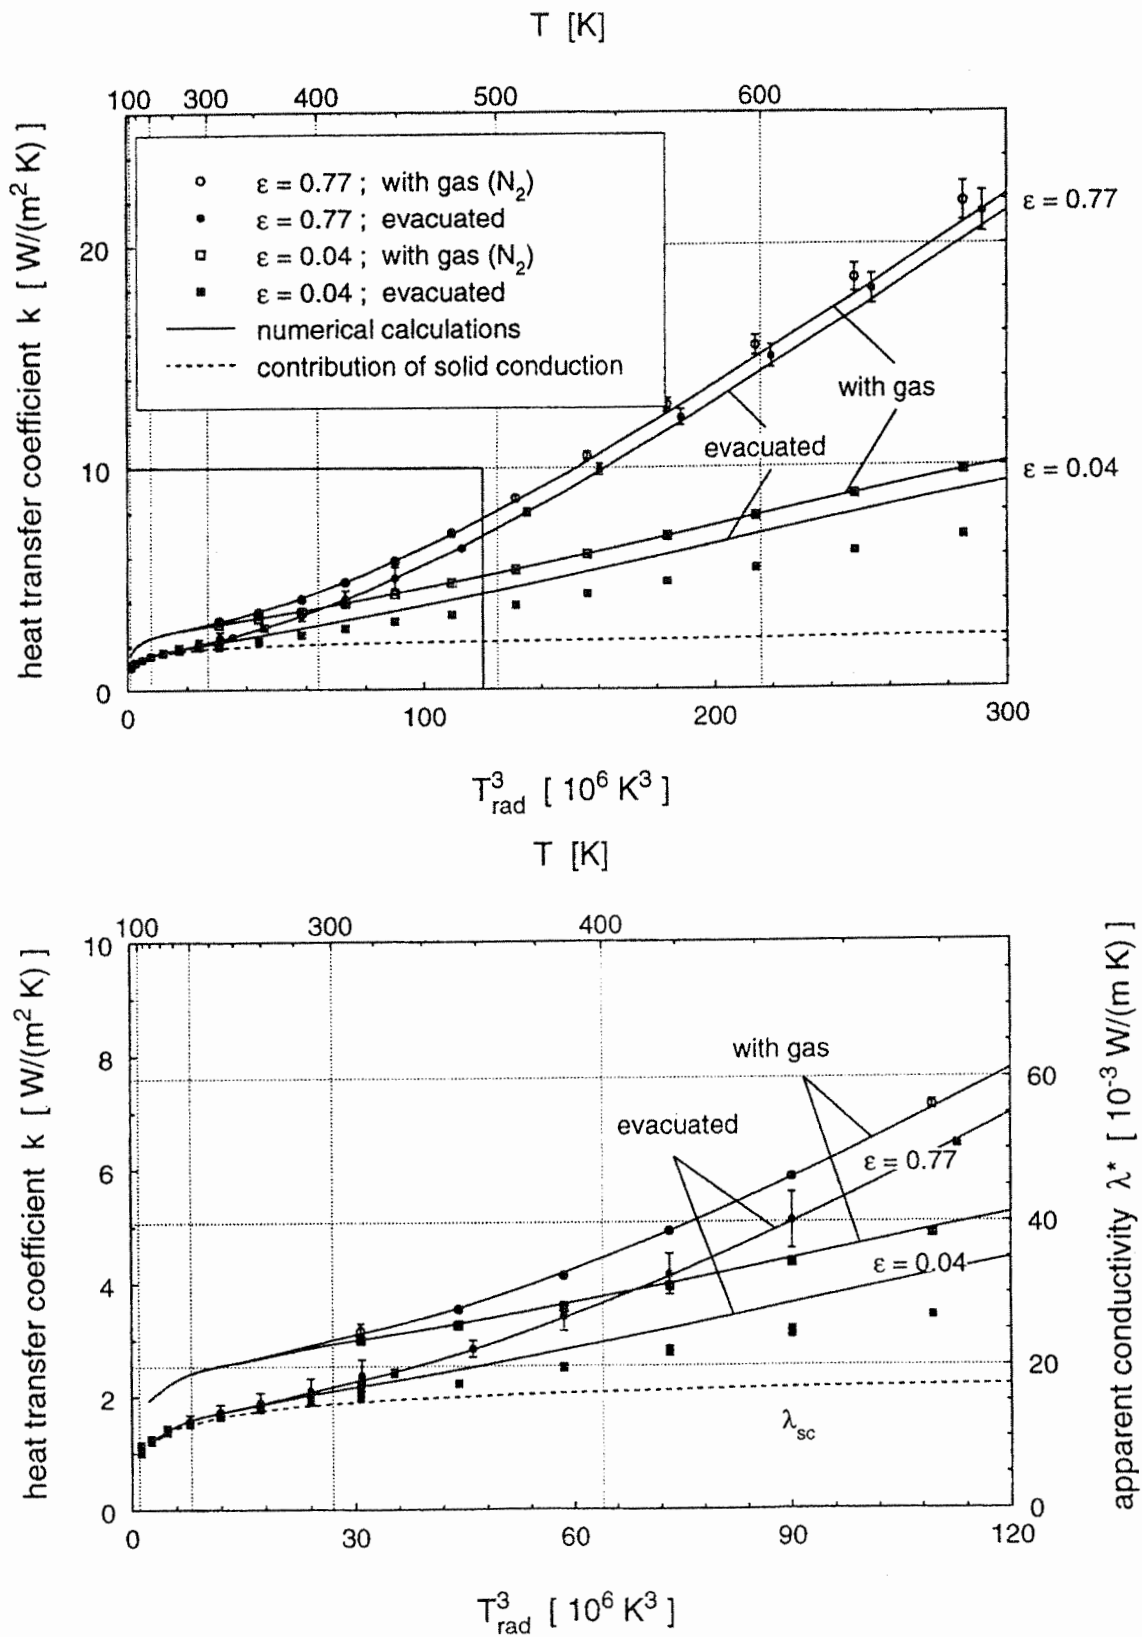 T [K]
100 300 400 500 600
heat transfer coefficient k [ W/(m² K) ]
ε = 0.77 ; with gas (N₂)
ε = 0.77 ; evacuated
ε = 0.04 ; with gas (N₂)
ε = 0.04 ; evacuated
numerical calculations
contribution of solid conduction
20
10
0
ε = 0.77
with gas
evacuated
ε = 0.04
0 100 200 300
T³rad [ 10⁶ K³ ]
T [K]
100 300 400
heat transfer coefficient k [ W/(m² K) ]
10
8
6
4
2
0
with gas
evacuated
ε = 0.77
ε = 0.04
λsc
60
40
20
0
apparent conductivity λ* [ 10⁻³ W/(m K) ]
0 30 60 90 120
T³rad [ 10⁶ K³ ]